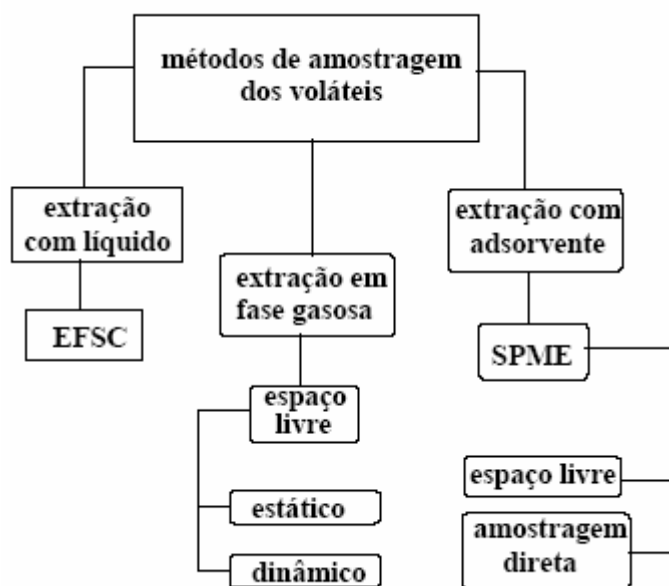 métodos de amostragem
dos voláteis
extração
com líquido
EFSC
extração em
fase gasosa
espaço
livre
estático
dinâmico
extração com
adsorvente
SPME
espaço livre
amostragem
direta